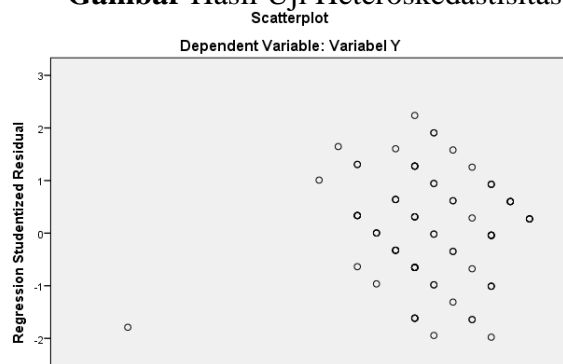 Gambar Hasil Uji Heteroskedastisitas
Scatterplot
Dependent Variable: Variabel Y
Regression Studentized Residual
3
2
1
0
-1
-2